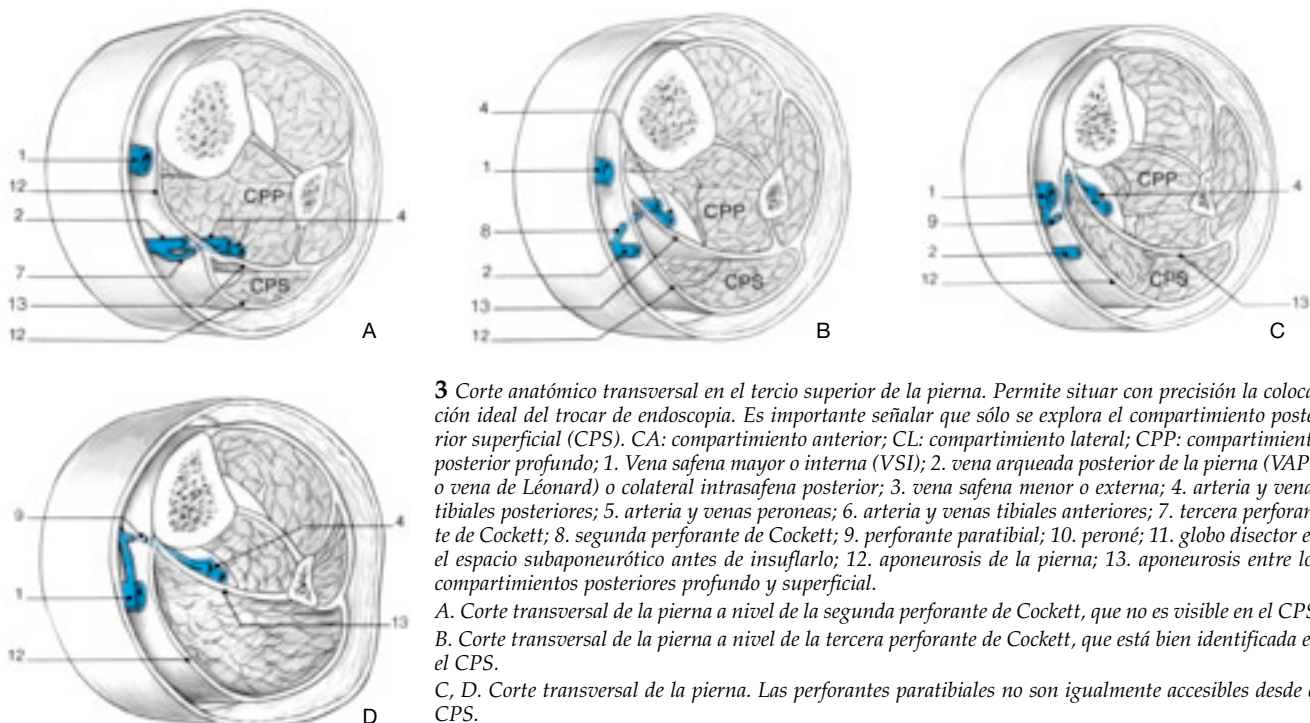 1
12
2
7
13
12
CPP
CPS
4
A
4
1
8
2
13
12
CPP
CPS
B
1
9
2
12
CPP
CPS
4
13
C
9
1
12
4
13
D
3 Corte anatómico transversal en el tercio superior de la pierna. Permite situar con precisión la coloca
ción ideal del trocar de endoscopia. Es importante señalar que sólo se explora el compartimiento poste
rior superficial (CPS). CA: compartimiento anterior; CL: compartimiento lateral; CPP: compartimient
posterior profundo; 1. Vena safena mayor o interna (VSI); 2. vena arqueada posterior de la pierna (VAP
o vena de Léonard) o colateral intrasafena posterior; 3. vena safena menor o externa; 4. arteria y vena
tibiales posteriores; 5. arteria y venas peroneas; 6. arteria y venas tibiales anteriores; 7. tercera perforan
te de Cockett; 8. segunda perforante de Cockett; 9. perforante paratibial; 10. peroné; 11. globo disector e
el espacio subaponeurótico antes de insuflarlo; 12. aponeurosis de la pierna; 13. aponeurosis entre lo
compartimientos posteriores profundo y superficial.
A. Corte transversal de la pierna a nivel de la segunda perforante de Cockett, que no es visible en el CPS
B. Corte transversal de la pierna a nivel de la tercera perforante de Cockett, que está bien identificada e
el CPS.
C, D. Corte transversal de la pierna. Las perforantes paratibiales no son igualmente accesibles desde e
CPS.